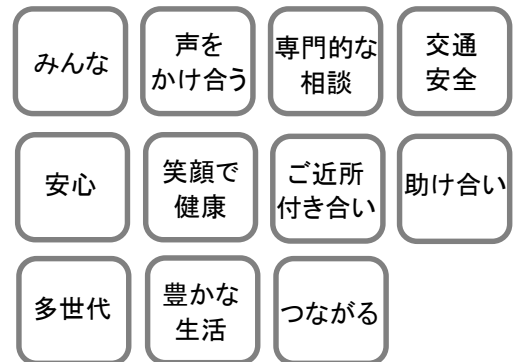 みんな
声を
かけ合う
専門的な
相談
交通
安全
安心
笑顔で
健康
ご近所
付き合い
助け合い
多世代
豊かな
生活
つながる